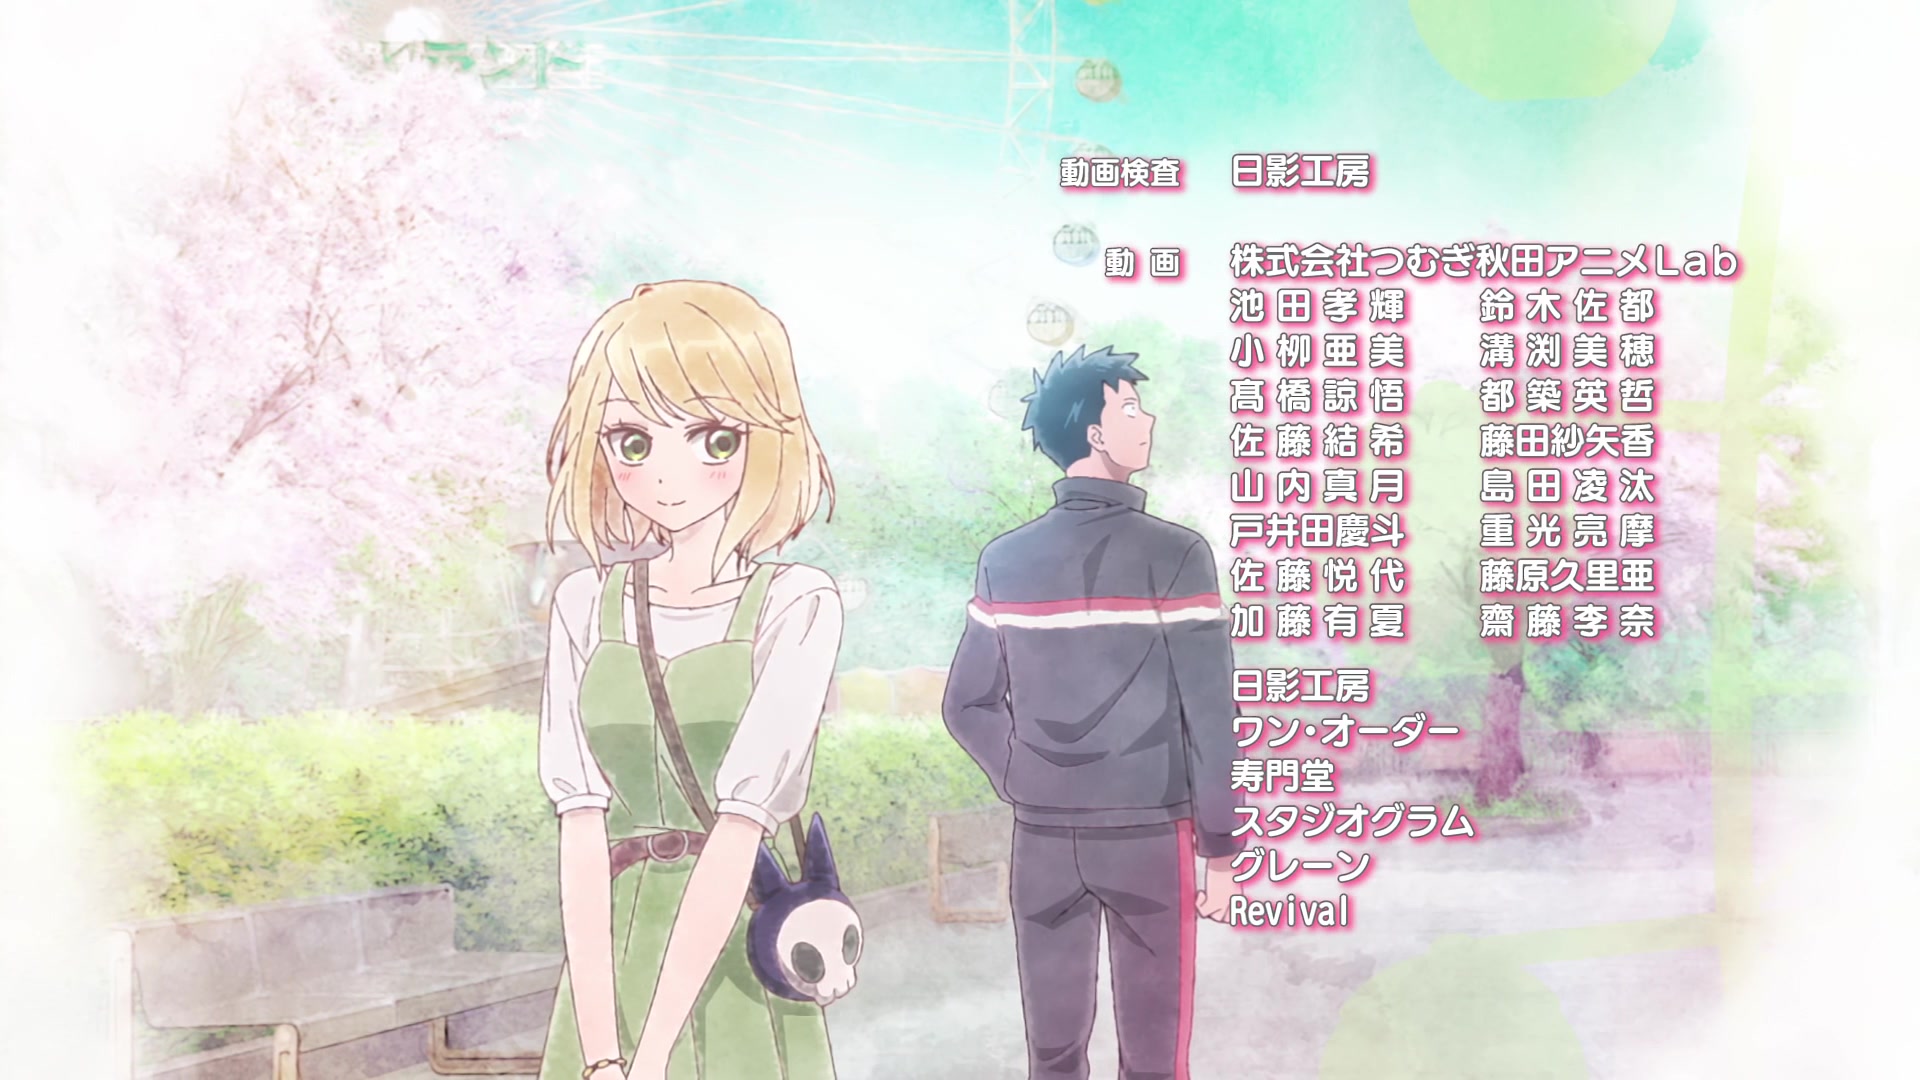 動画検査 日影工房
動画 株式会社つむぎ秋田アニメLab
池田孝輝 鈴木佐都
小栁亜美 溝渕美穂
髙橋諒悟 都築英哲
佐藤結希 藤田紗矢香
山内真月 島田凌汰
戸井田慶斗 重光亮摩
佐藤悦代 藤原久里亜
加藤有夏 齋藤李奈
日影工房
ワン・オーダー
寿門堂
スタジオグラム
グレーン
Revival